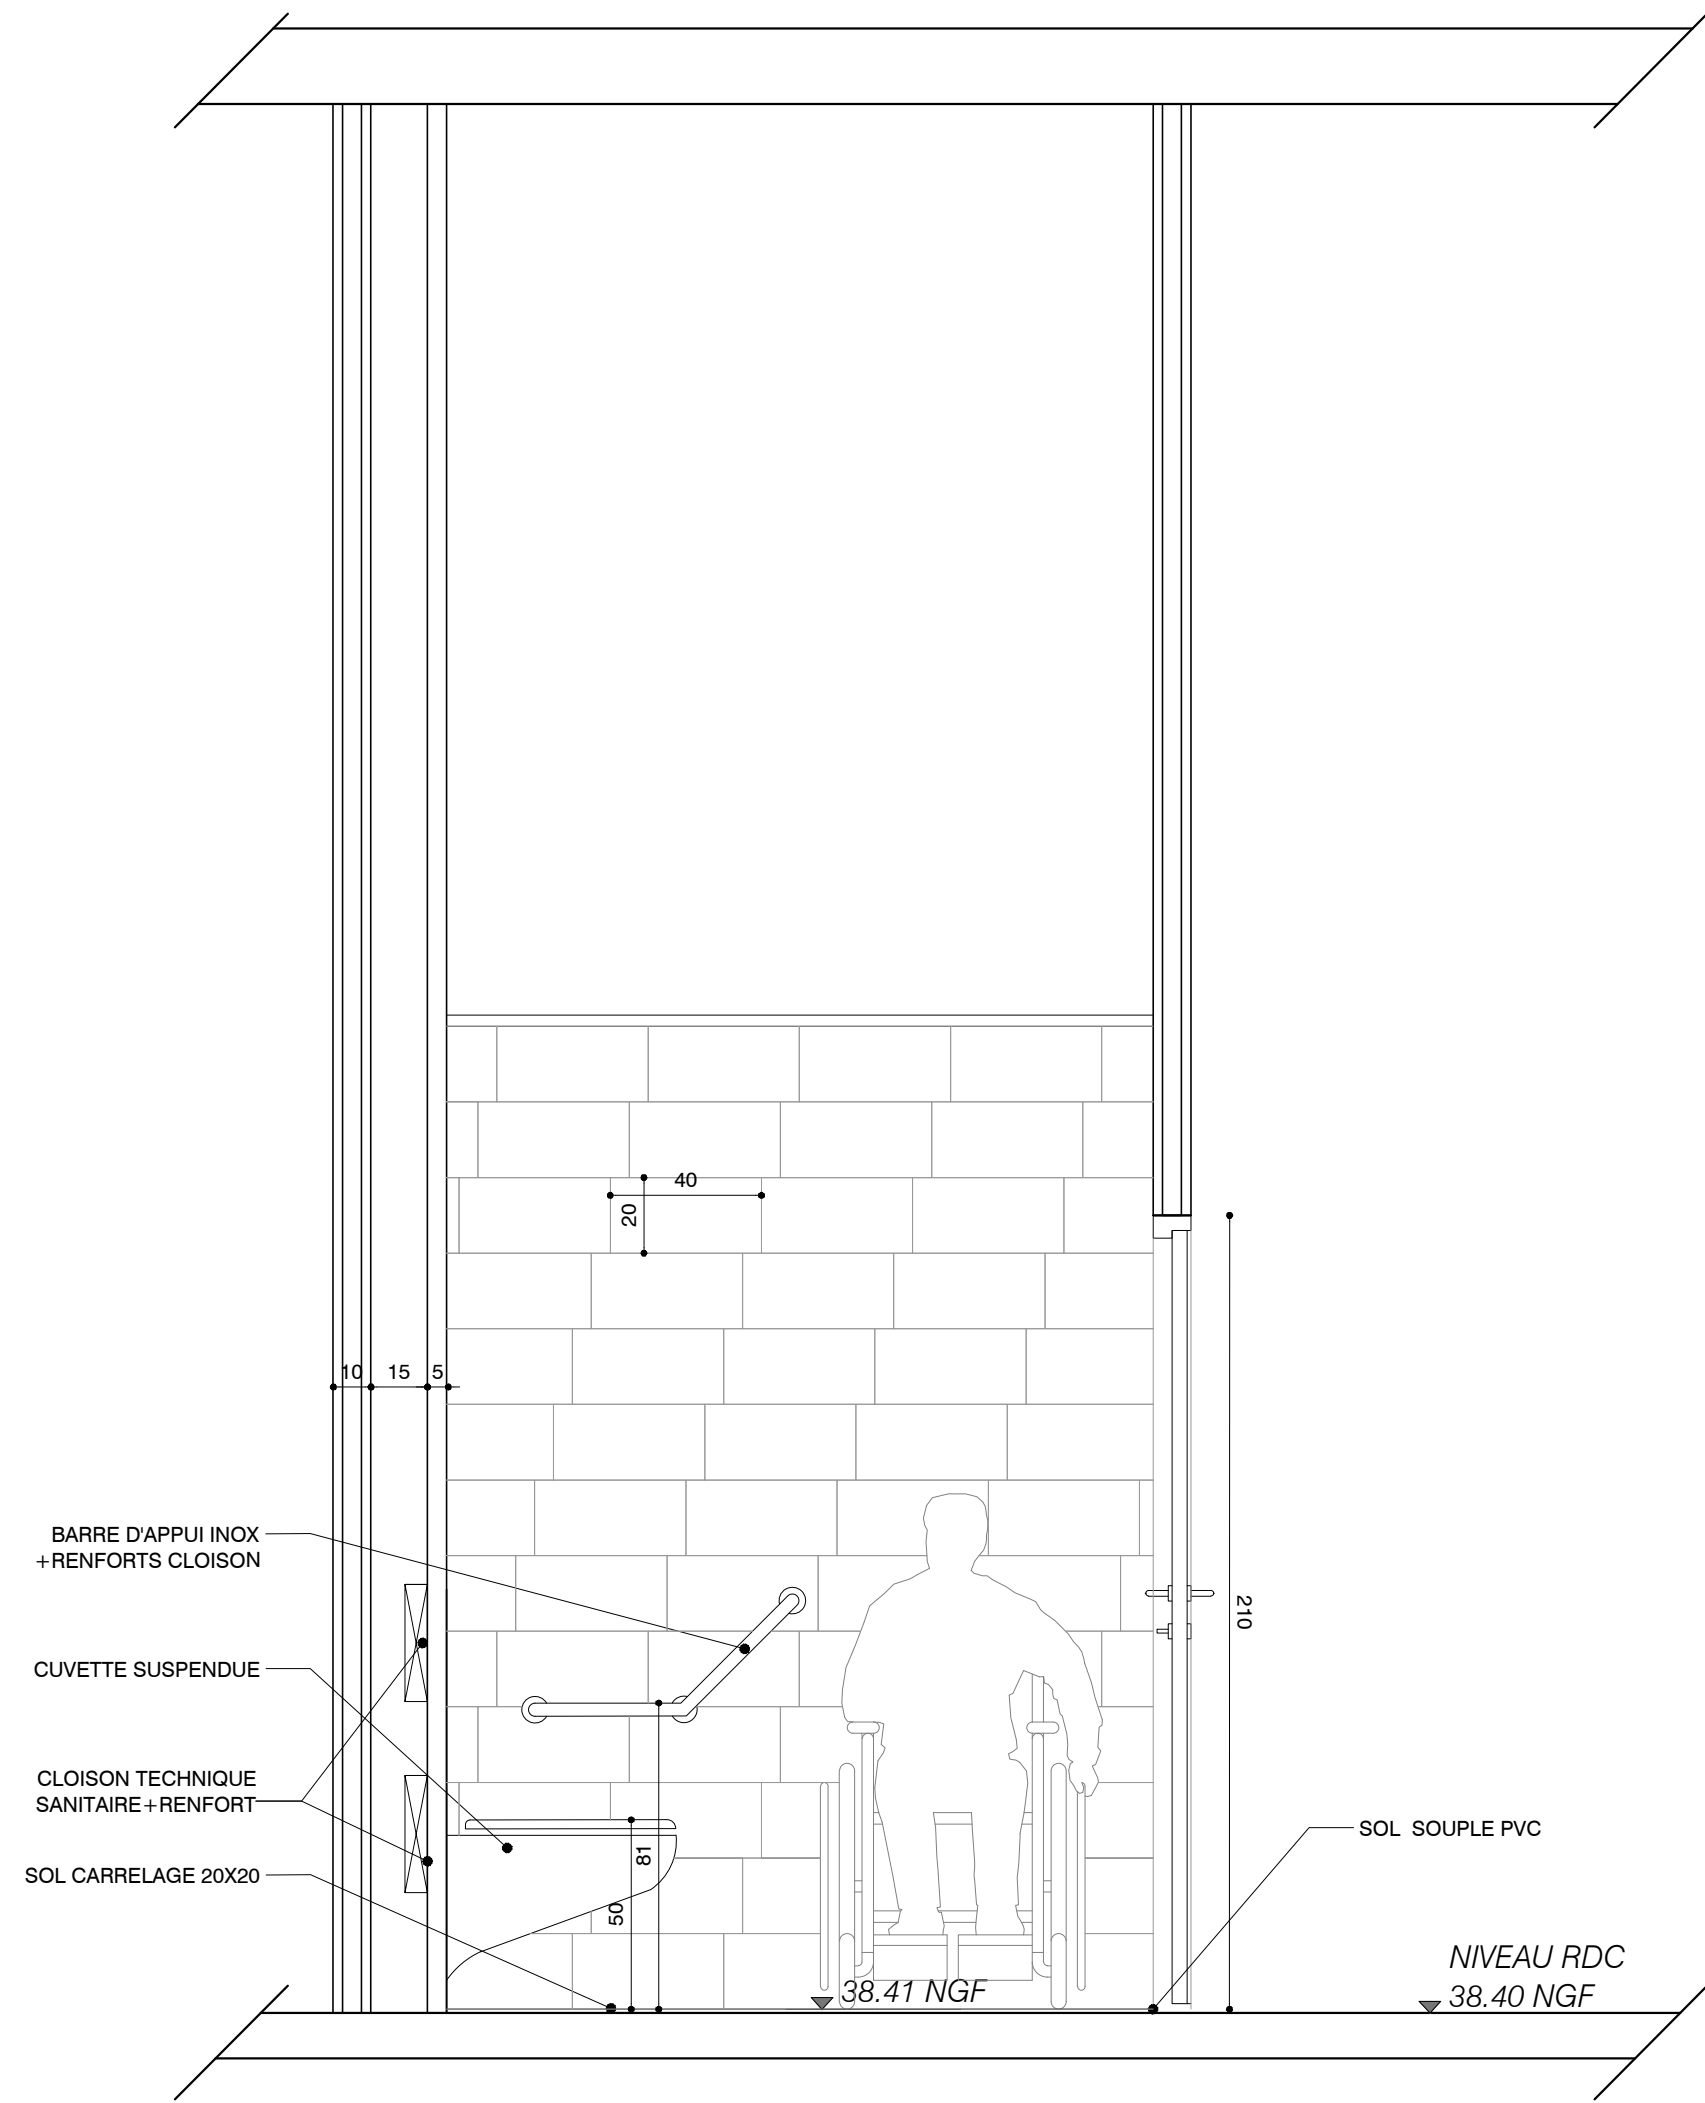 40
20
10 15 5
BARRE D'APPUI INOX
+RENFORTS CLOISON
210
CUVETTE SUSPENDUE
CLOISON TECHNIQUE
SANITAIRE+RENFORT
SOL SOUPLE PVC
81
SOL CARRELAGE 20X20
50
NIVEAU RDC
38.41 NGF
38.40 NGF